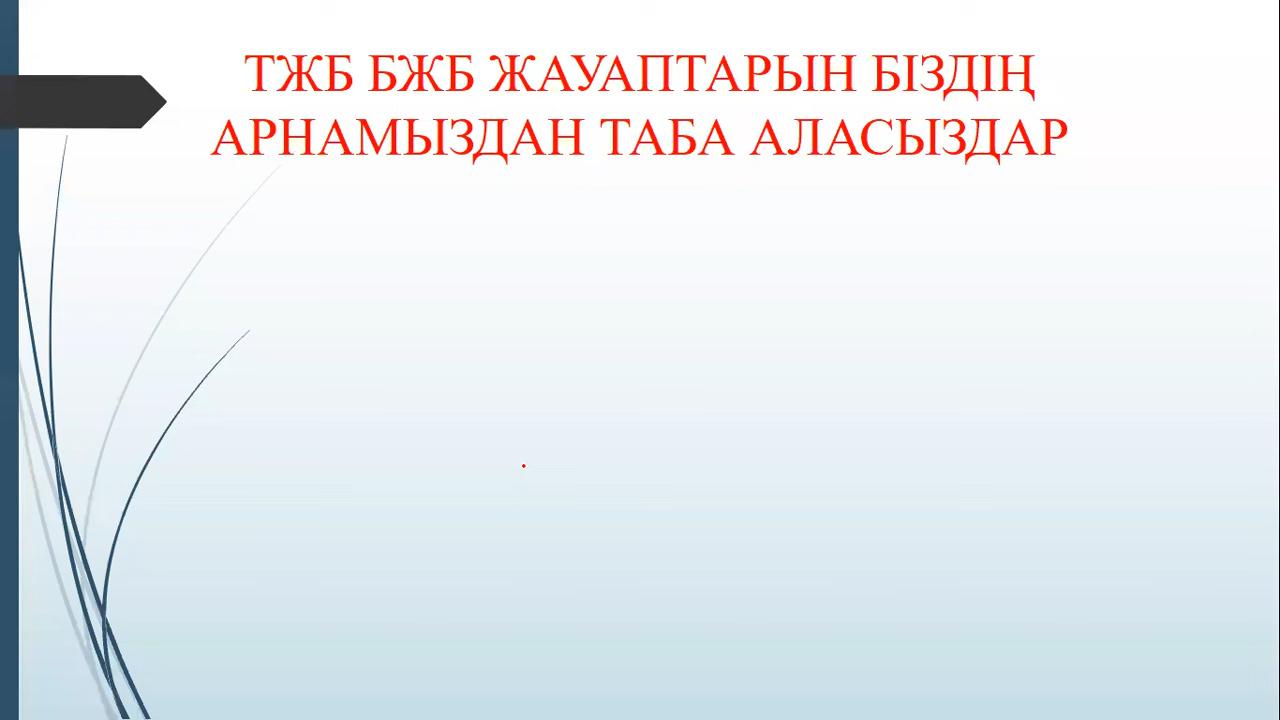 ТЖБ БЖБ ЖАУАПТАРЫН БІЗДІҢ
АРНАМЫЗДАН ТАБА АЛАСЫЗДАР